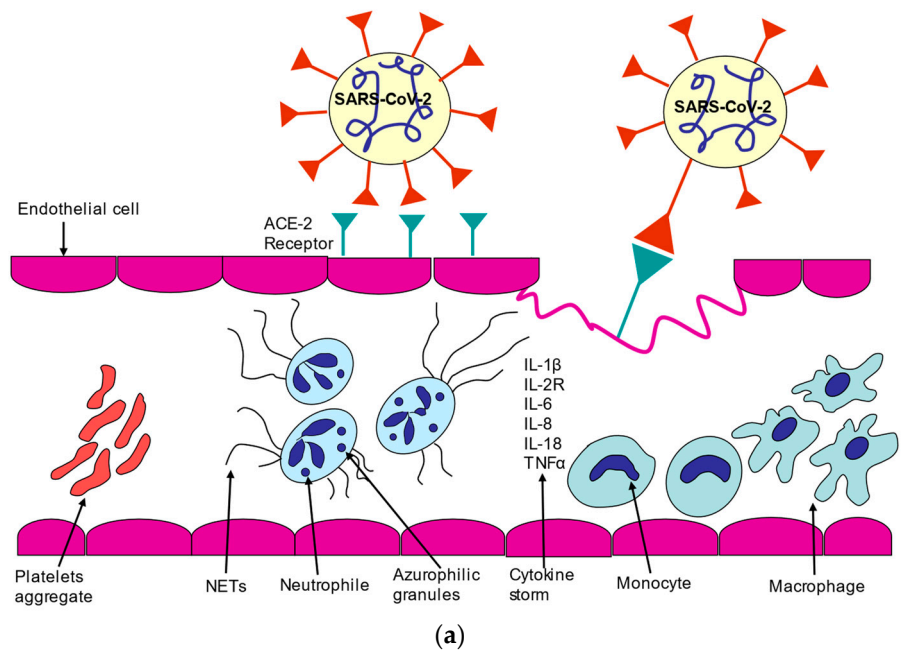 SARS-CoV-2
SARS-CoV-2
Endothelial cell
ACE-2
Receptor
IL-1β
IL-2R
IL-6
IL-8
IL-18
TNFα
Platelets
aggregate
NETs
Neutrophile
Azurophilic
granules
Cytokine
storm
Monocyte
Macrophage
(a)